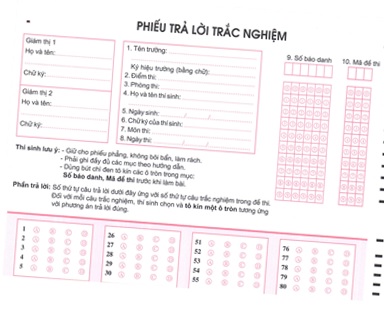 PHIẾU TRẢ LỜI TRẮC NGHIỆM
Giám thị 1
Họ và tên:
Chữ ký:
Giám thị 2
Họ và tên:
Chữ ký:
1. Tên trường:
Ký hiệu trường (bằng chữ):
2. Điểm thi:
3. Phòng thi:
4. Họ và tên thí sinh:
5. Ngày sinh: / /
6. Chữ ký của thí sinh:
7. Môn thi:
8. Ngày thi: / /
9. Số báo danh
10. Mã đề thi
Thí sinh lưu ý: - Giữ cho phiếu phẳng, không bôi bẩn, làm rách.
- Phải ghi đầy đủ các mục theo hướng dẫn.
- Dùng bút chì đen tô kín các ô tròn trong mục:
Số báo danh, Mã đề thi trước khi làm bài.
Phần trả lời: Số thứ tự câu trả lời dưới đây ứng với số thứ tự câu trắc nghiệm trong đề thi.
Đối với mỗi câu trắc nghiệm, thí sinh chọn và tô kín một ô tròn tương ứng
với phương án trả lời đúng.
1 A B C D 26 A B C D 51 A B C D 76 A B C D
2 A B C D 27 A B C D 52 A B C D 77 A B C D
3 A B C D 28 A B C D 53 A B C D 78 A B C D
4 A B C D 29 A B C D 54 A B C D 79 A B C D
5 A B C D 30 A B C D 55 A B C D 80 A B C D